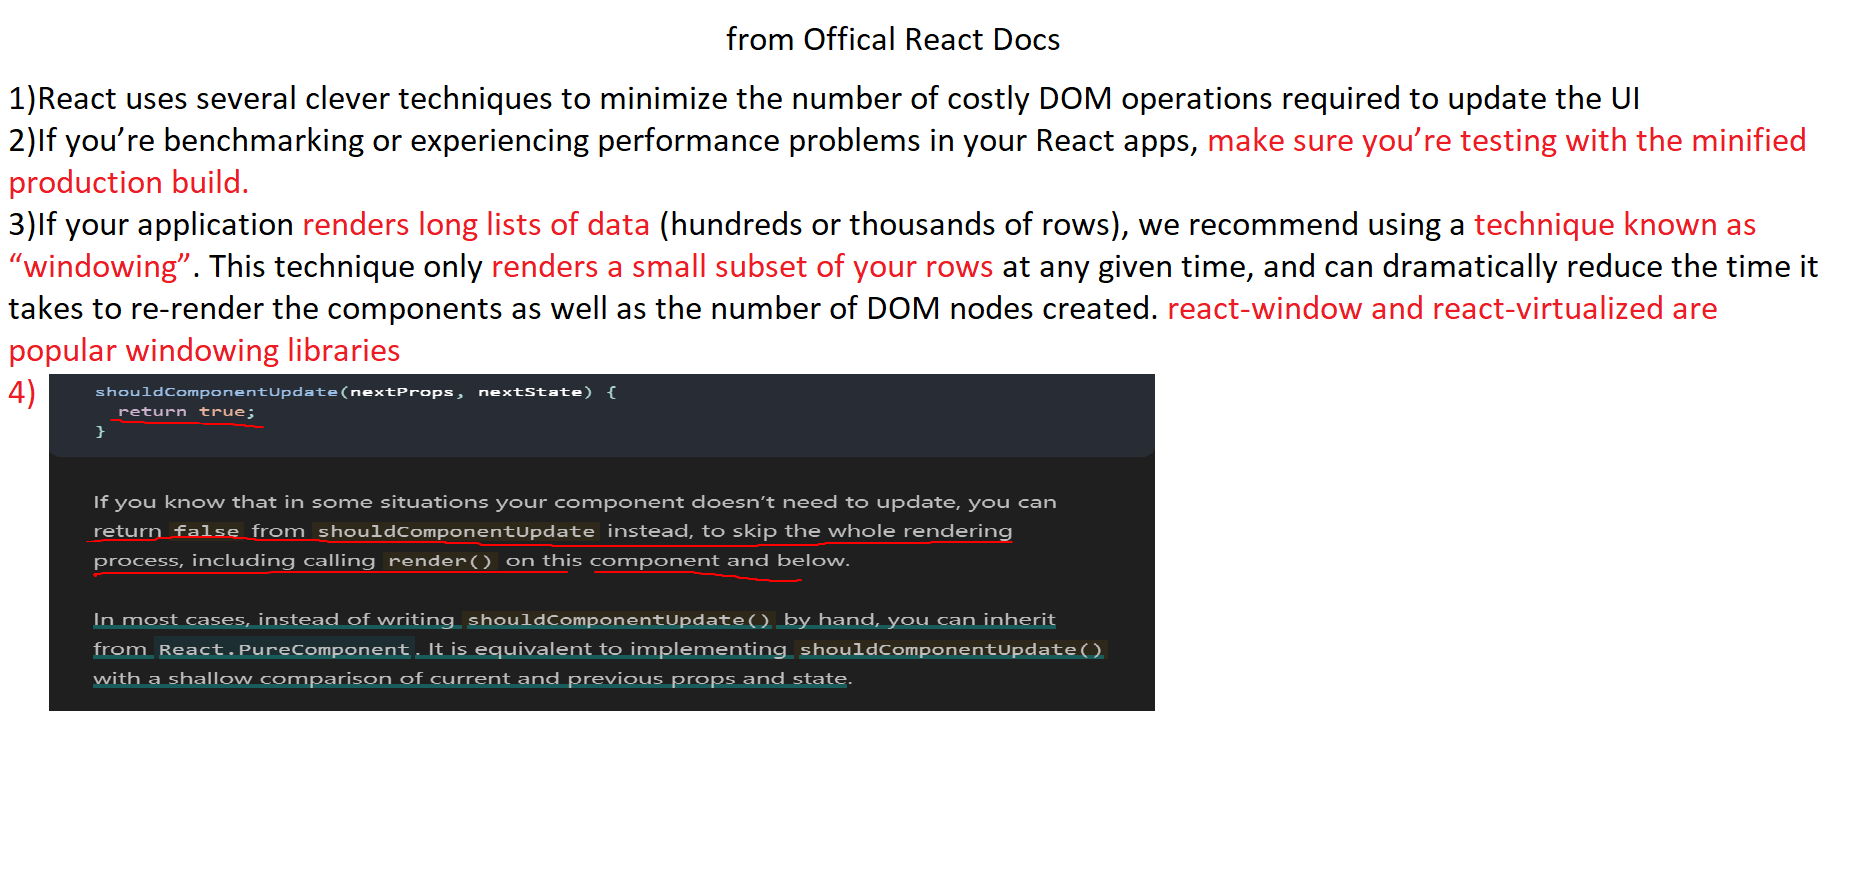 from Offical React Docs
1)React uses several clever techniques to minimize the number of costly DOM operations required to update the UI
2)If you’re benchmarking or experiencing performance problems in your React apps, make sure you’re testing with the minified
production build.
3)If your application renders long lists of data (hundreds or thousands of rows), we recommend using a technique known as
“windowing”. This technique only renders a small subset of your rows at any given time, and can dramatically reduce the time it
takes to re-render the components as well as the number of DOM nodes created. react-window and react-virtualized are
popular windowing libraries
4)
shouldComponentUpdate(nextProps, nextState) {
return true;
}
If you know that in some situations your component doesn’t need to update, you can
return false from shouldComponentUpdate instead, to skip the whole rendering
process, including calling render() on this component and below.
In most cases, instead of writing shouldComponentUpdate() by hand, you can inherit
from React.PureComponent. It is equivalent to implementing shouldComponentUpdate()
with a shallow comparison of current and previous props and state.